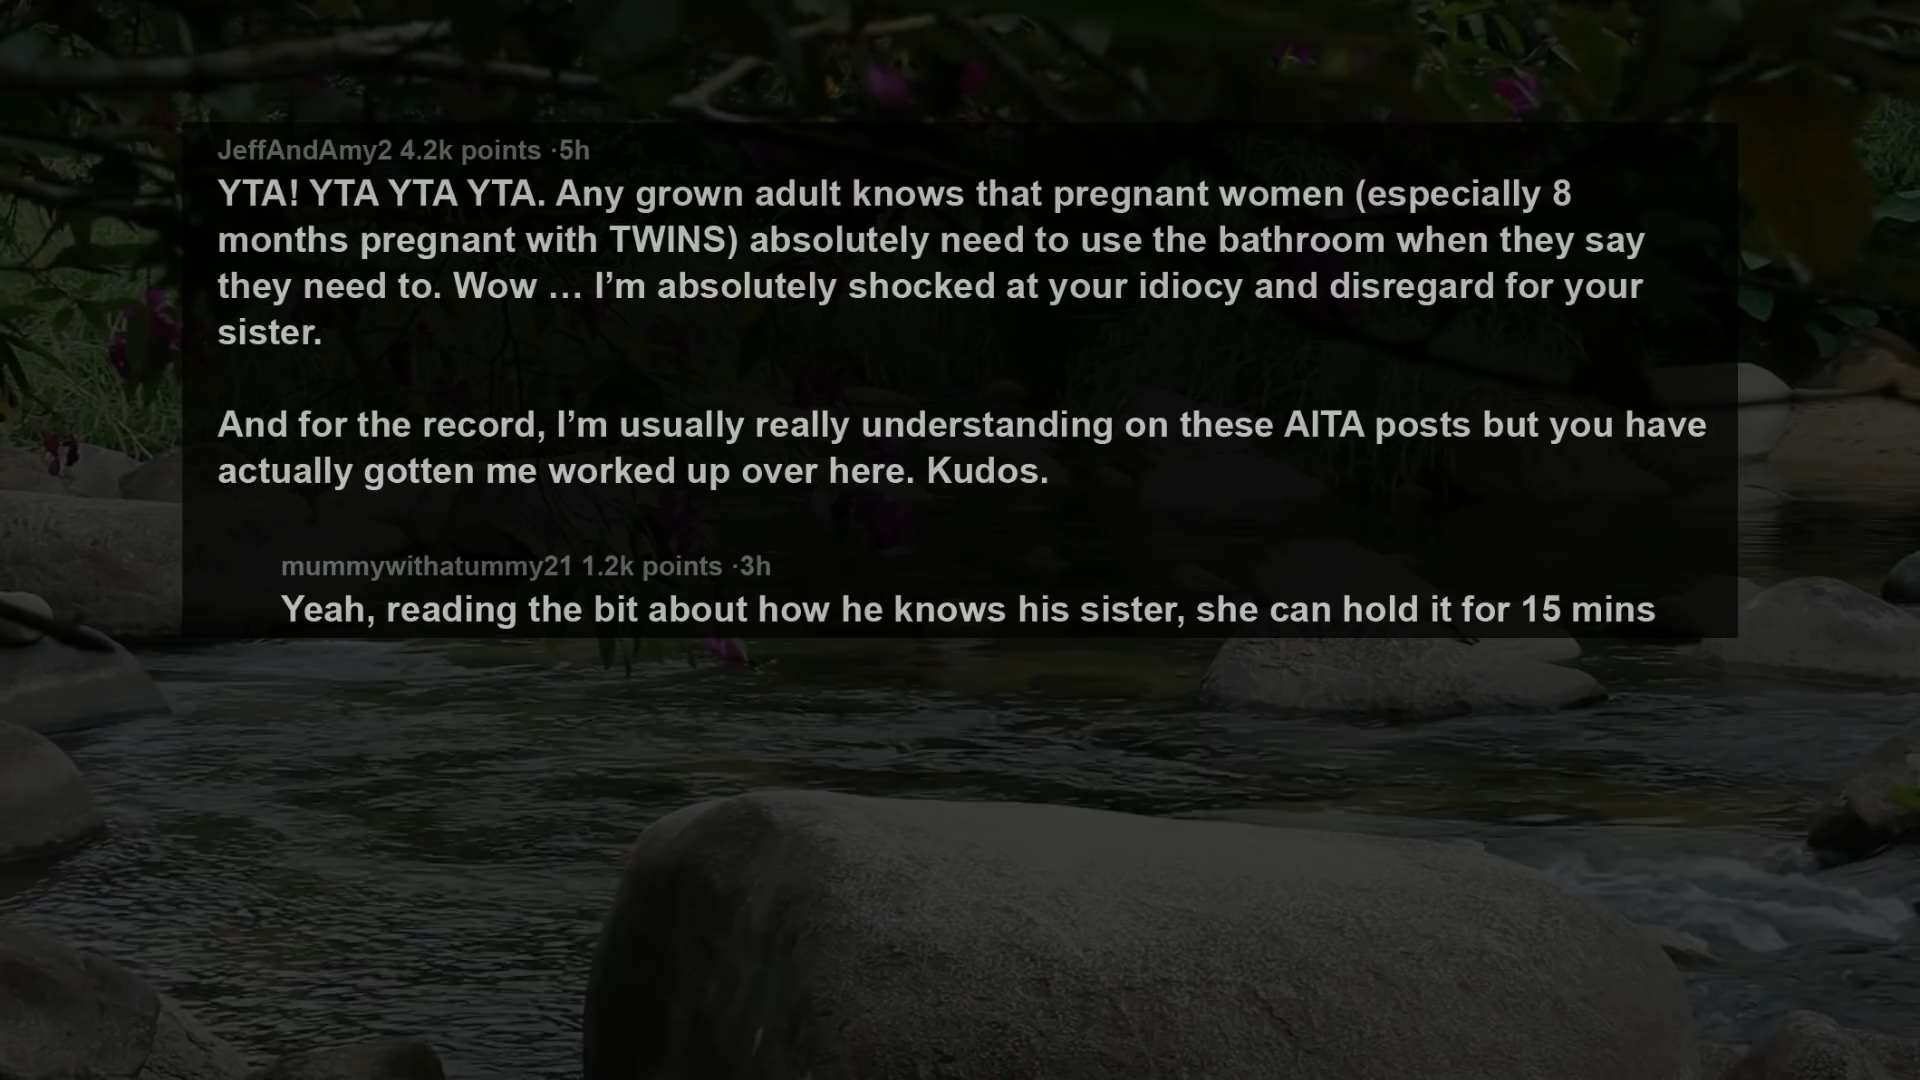 JeffAndAmy2 4.2k points ·5h
YTA! YTA YTA YTA. Any grown adult knows that pregnant women (especially 8
months pregnant with TWINS) absolutely need to use the bathroom when they say
they need to. Wow … I’m absolutely shocked at your idiocy and disregard for your
sister.
And for the record, I’m usually really understanding on these AITA posts but you have
actually gotten me worked up over here. Kudos.
mummywithatummy21 1.2k points ·3h
Yeah, reading the bit about how he knows his sister, she can hold it for 15 mins